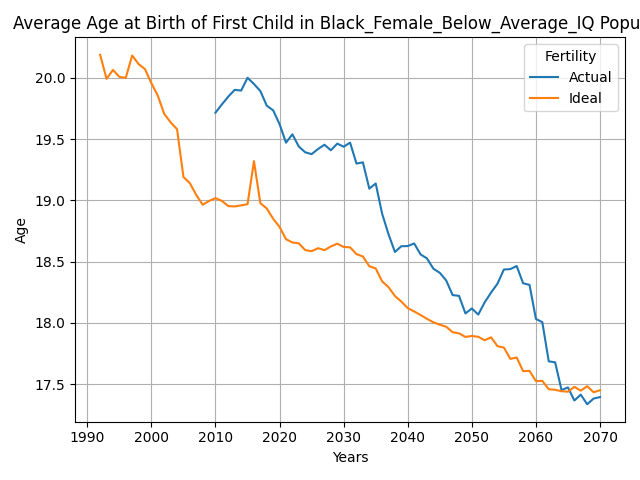 Average Age at Birth of First Child in Black_Female_Below_Average_IQ Popu
Fertility
Actual
Ideal
20.0
19.5
19.0
18.5
18.0
17.5
Age
1990 2000 2010 2020 2030 2040 2050 2060 2070
Years